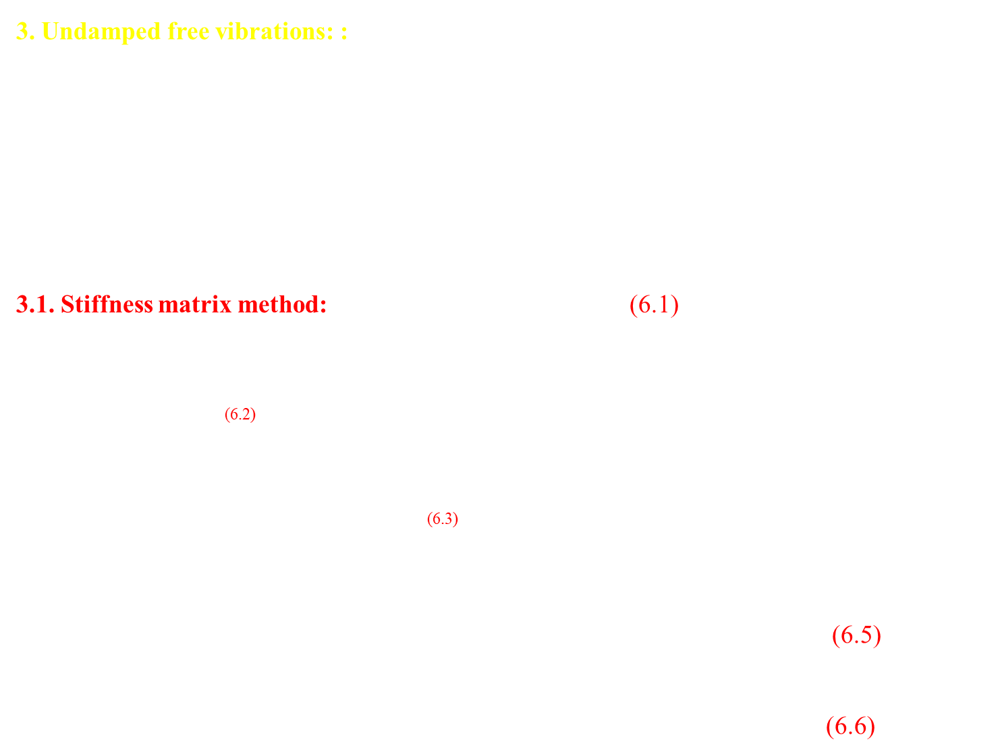 3. Undamped free vibrations: :
3.1. Stiffness matrix method: (6.1)
(6.2)
(6.3)
(6.5)
(6.6)